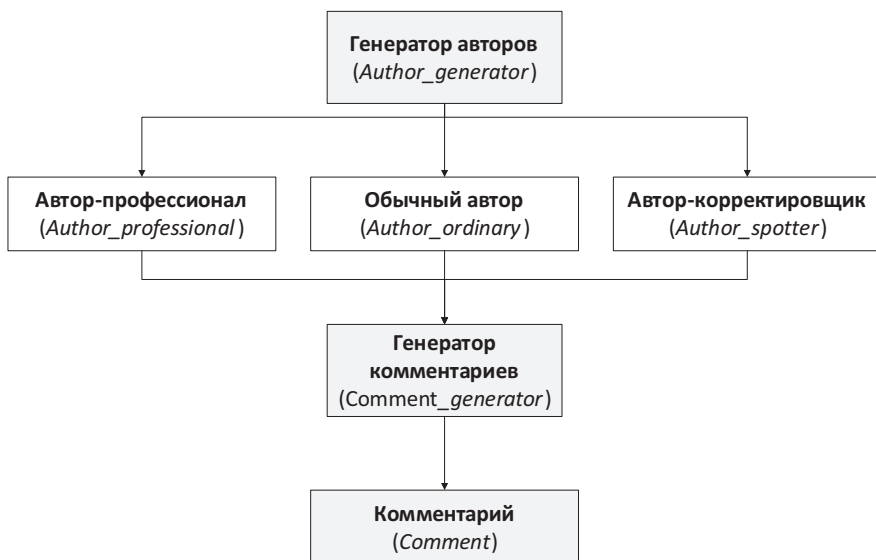 Генератор авторов
(Author_generator)
Автор-профессионал
(Author_professional)
Обычный автор
(Author_ordinary)
Автор-корректировщик
(Author_spotter)
Генератор
комментариев
(Comment_generator)
Комментарий
(Comment)